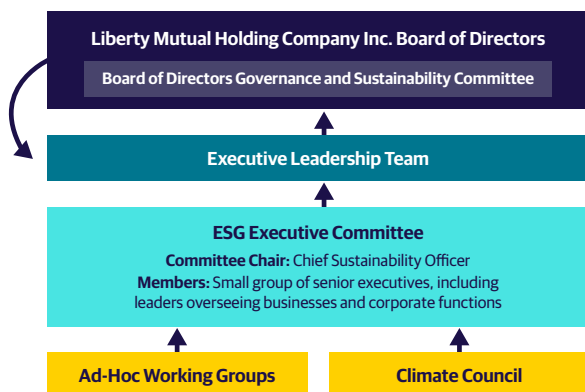 Liberty Mutual Holding Company Inc. Board of Directors
Board of Directors Governance and Sustainability Committee
Executive Leadership Team
ESG Executive Committee
Committee Chair: Chief Sustainability Officer
Members: Small group of senior executives, including
leaders overseeing businesses and corporate functions
Ad-Hoc Working Groups
Climate Council